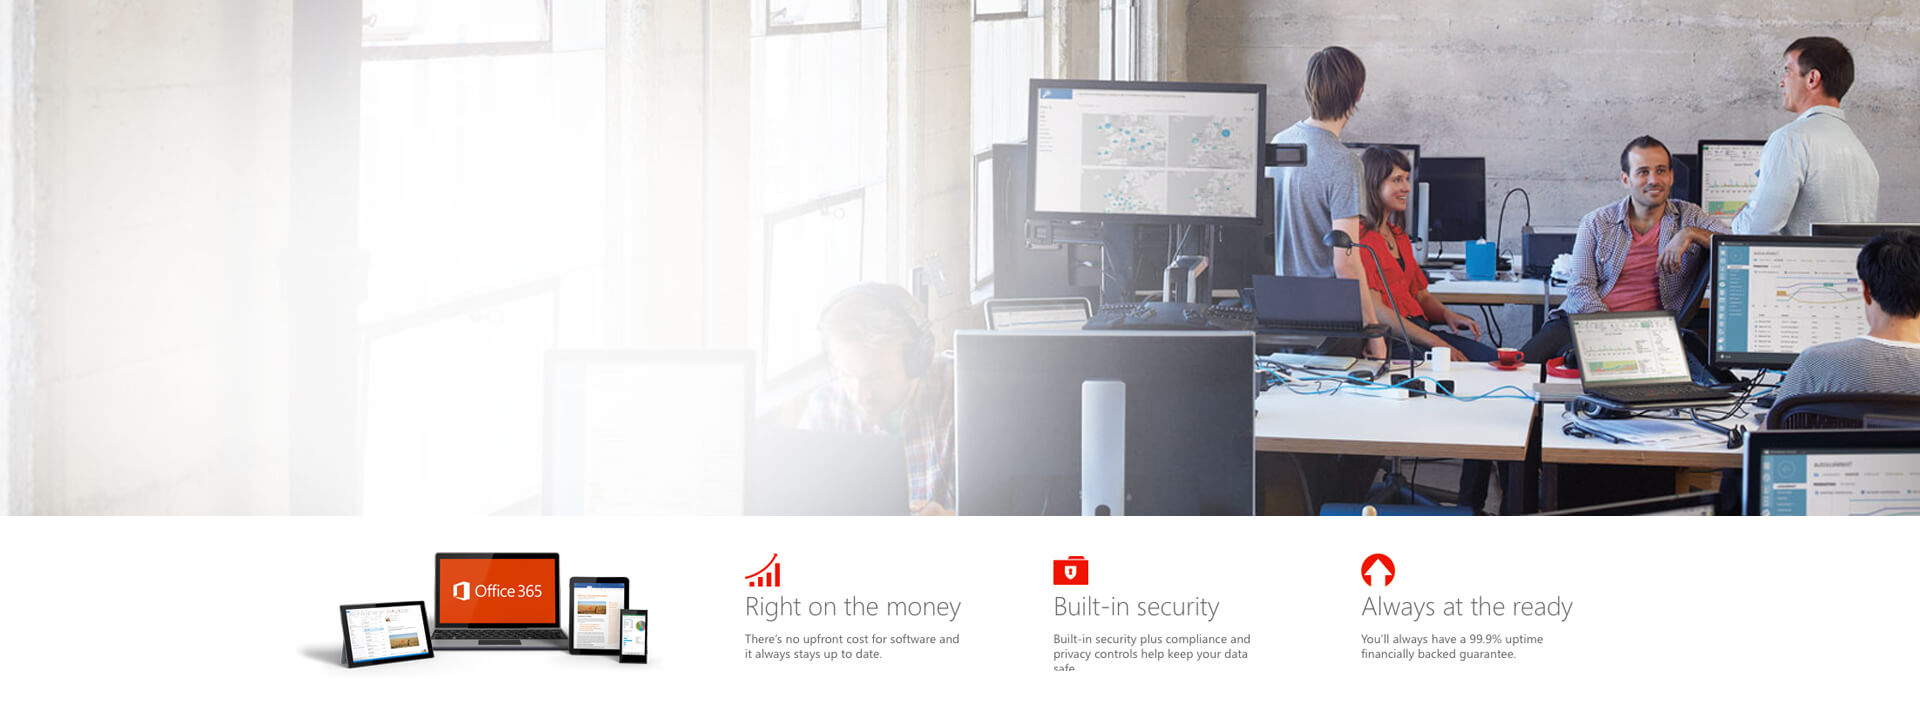 Office 365
Right on the money
There's no upfront cost for software and
it always stays up to date.
Built-in security
Built-in security plus compliance and
privacy controls help keep your data
safe
Always at the ready
You'll always have a 99.9% uptime
financially backed guarantee.